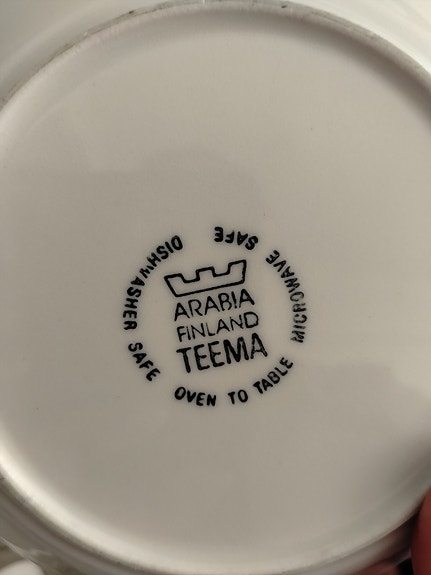 ARABIA
FINLAND
TEEMA
DISHWASHER SAFE
OVEN TO TABLE
MICROWAVE SAFE